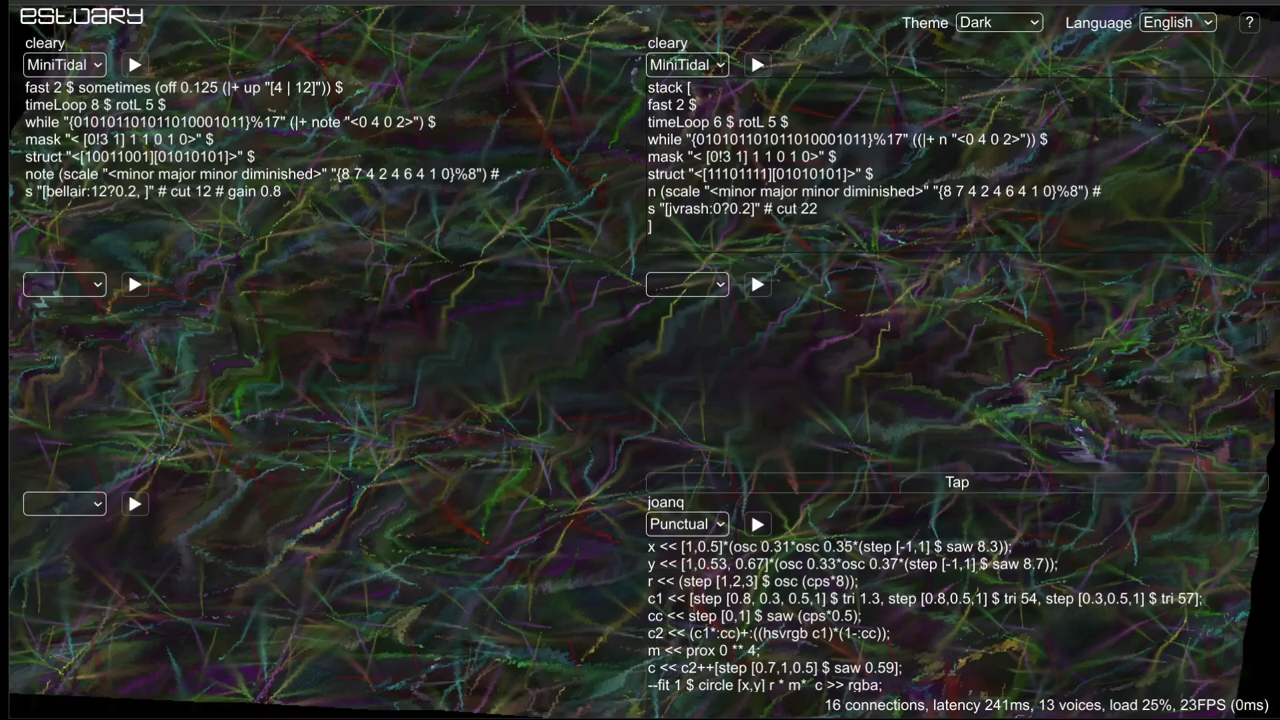 ESTUARY
Theme Dark Language English ?
cleary
MiniTidal
fast 2 $ sometimes (off 0.125 (|+ up "[4 | 12]")) $
timeLoop 8 $ rotL 5 $
while "{010101101011010001011}%17" (|+ note "<0 4 0 2>") $
mask "< [0!3 1] 1 1 0 1 0>" $
struct "<[10011001][01010101]>" $
note (scale "<minor major minor diminished>" "{8 7 4 2 4 6 4 1 0}%8") #
s "[bellair:12?0.2, ]" # cut 12 # gain 0.8
cleary
MiniTidal
stack [
fast 2 $
timeLoop 6 $ rotL 5 $
while "{010101101011010001011}%17" ((|+ n "<0 4 0 2>")) $
mask "< [0!3 1] 1 1 0 1 0>" $
struct "<[11101111][01010101]>" $
n (scale "<minor major minor diminished>" "{8 7 4 2 4 6 4 1 0}%8") #
s "[jvrash:0?0.2]" # cut 22
]
Tap
joanq
Punctual
x << [1,0.5]*(osc 0.31*osc 0.35*(step [-1,1] $ saw 8.3));
y << [1,0.53, 0.67]*(osc 0.33*osc 0.37*(step [-1,1] $ saw 8.7));
r << (step [1,2,3] $ osc (cps*8));
c1 << [step [0.8, 0.3, 0.5,1] $ tri 1.3, step [0.8,0.5,1] $ tri 54, step [0.3,0.5,1] $ tri 57];
cc << step [0,1] $ saw (cps*0.5);
c2 << (c1*:cc)+:((hsvrgb c1)*(1-:cc));
m << prox 0 ** 4;
c << c2++[step [0.7,1,0.5] $ saw 0.59];
--fit 1 $ circle [x,y] r * m* c >> rgba;
16 connections, latency 241ms, 13 voices, load 25%, 23FPS (0ms)